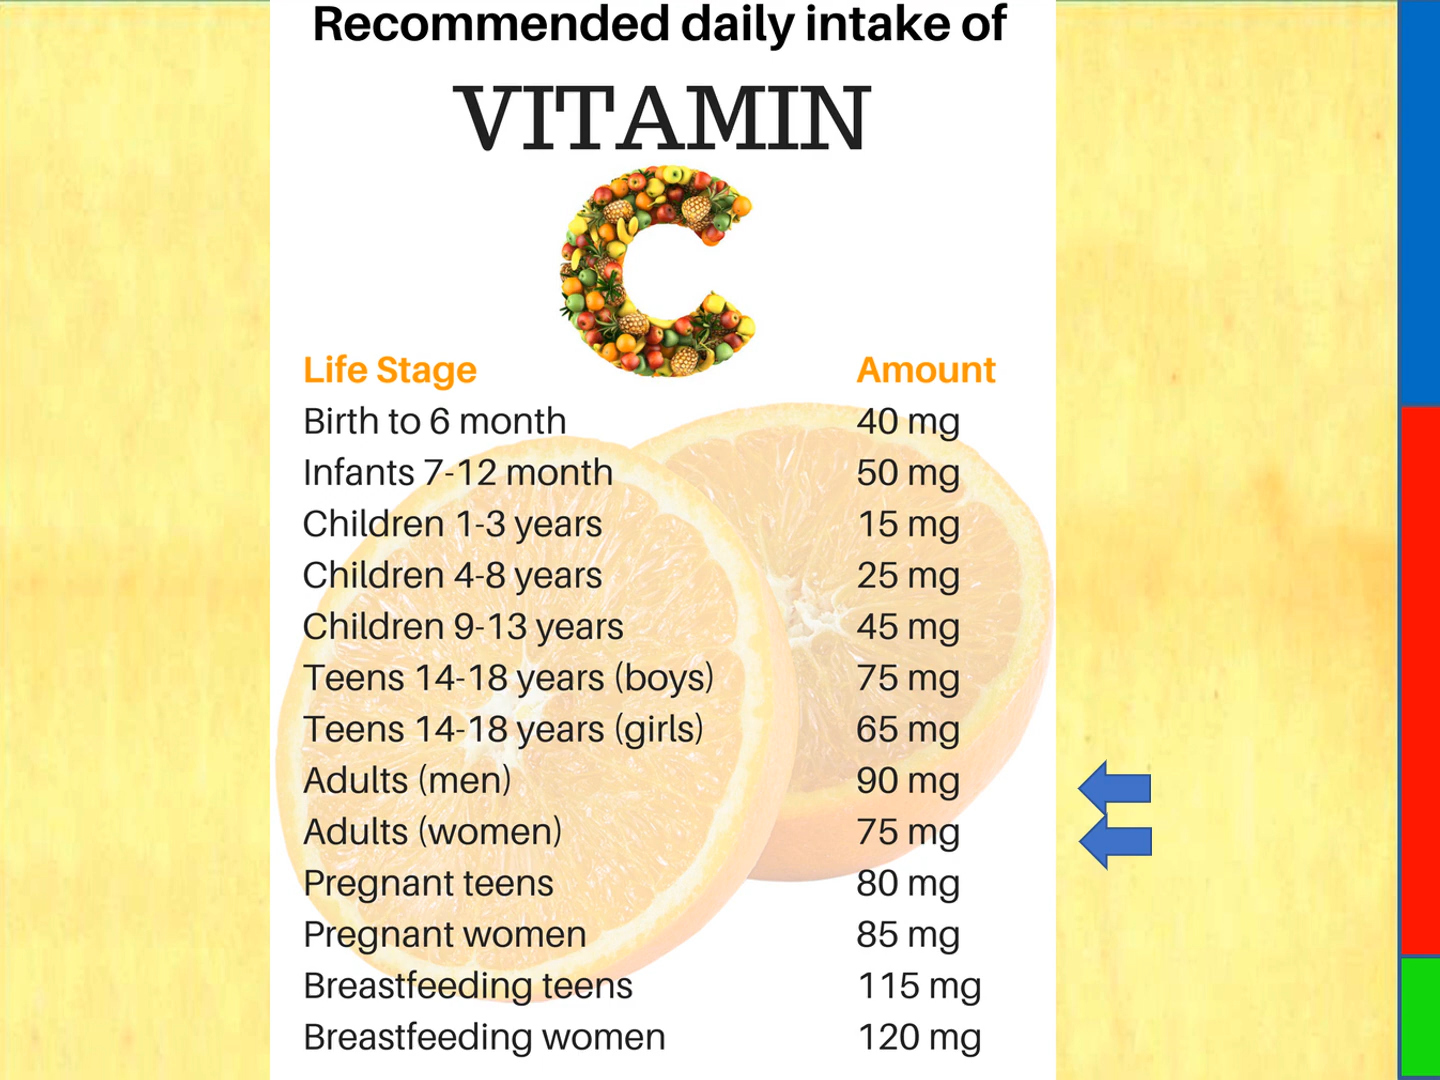 Recommended daily intake of
VITAMIN
C
Life Stage Amount
Birth to 6 month 40 mg
Infants 7-12 month 50 mg
Children 1-3 years 15 mg
Children 4-8 years 25 mg
Children 9-13 years 45 mg
Teens 14-18 years (boys) 75 mg
Teens 14-18 years (girls) 65 mg
Adults (men) 90 mg
Adults (women) 75 mg
Pregnant teens 80 mg
Pregnant women 85 mg
Breastfeeding teens 115 mg
Breastfeeding women 120 mg